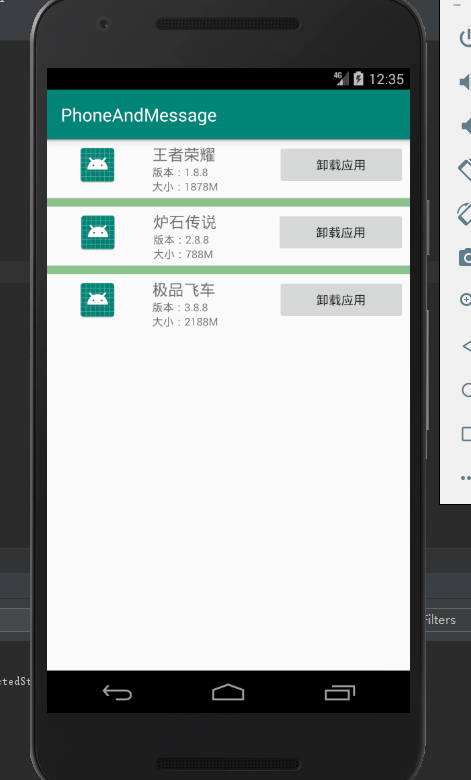 4G 12:35
PhoneAndMessage
王者荣耀
版本：1.8.8
大小：1878M
卸载应用
炉石传说
版本：2.8.8
大小：788M
卸载应用
极品飞车
版本：3.8.8
大小：2188M
卸载应用
Filters